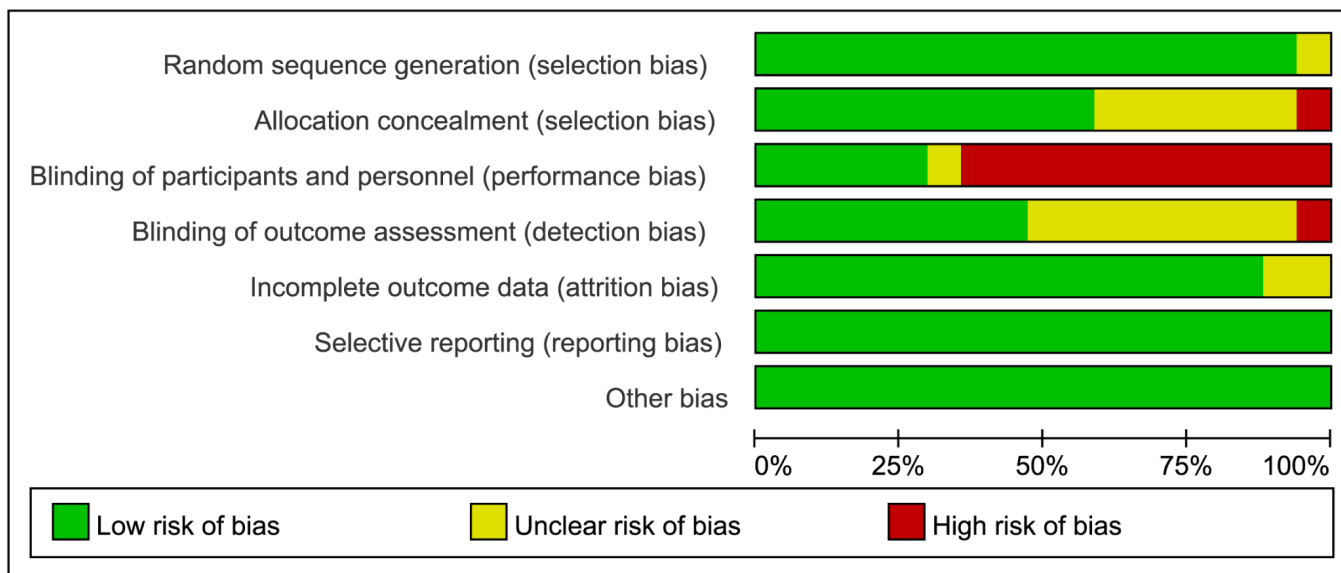 Random sequence generation (selection bias)
Allocation concealment (selection bias)
Blinding of participants and personnel (performance bias)
Blinding of outcome assessment (detection bias)
Incomplete outcome data (attrition bias)
Selective reporting (reporting bias)
Other bias
0% 25% 50% 75% 100%
Low risk of bias Unclear risk of bias High risk of bias